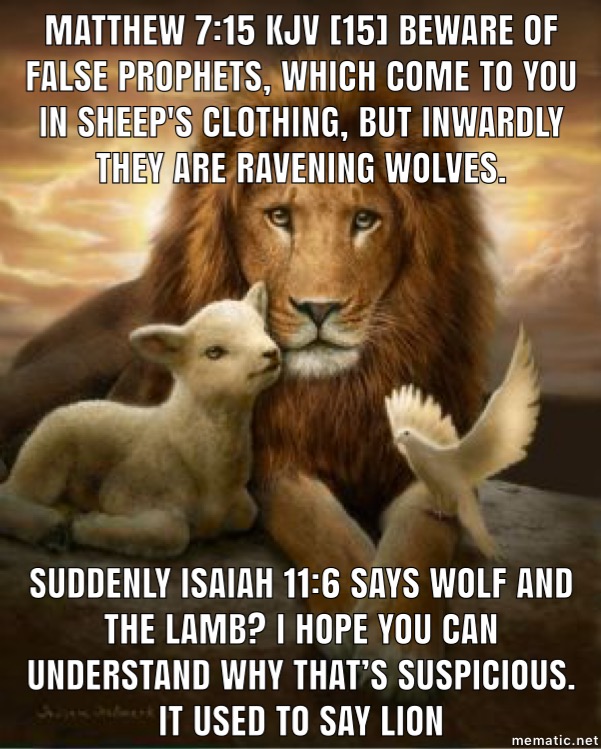 MATTHEW 7:15 KJV [15] BEWARE OF
FALSE PROPHETS, WHICH COME TO YOU
IN SHEEP'S CLOTHING, BUT INWARDLY
THEY ARE RAVENING WOLVES.
SUDDENLY ISAIAH 11:6 SAYS WOLF AND
THE LAMB? I HOPE YOU CAN
UNDERSTAND WHY THAT’S SUSPICIOUS.
IT USED TO SAY LION
mematic.net